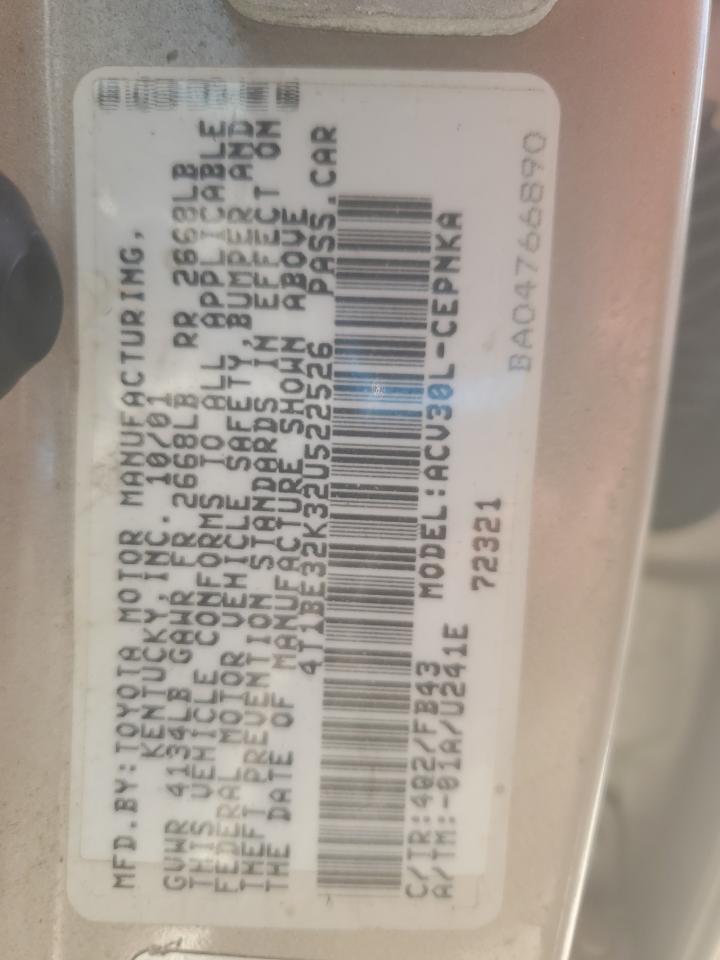 MFD.BY:TOYOTA MOTOR MANUFACTURING,
KENTUCKY,INC. 10/01
GVWR 4134LB GAWR FR 2668LB RR 2668LB
THIS VEHICLE CONFORMS TO ALL APPLICABLE
FEDERAL MOTOR VEHICLE SAFETY,BUMPER AND
THEFT PREVENTION STANDARDS IN EFFECT ON
THE DATE OF MANUFACTURE SHOWN ABOVE
4T1BE32K32U522526 PASS.CAR
C/TR:4Q2/FB43 MODEL:ACV30L-CEPNKA
A/TM:-01A/U241E
72321
BA04766890